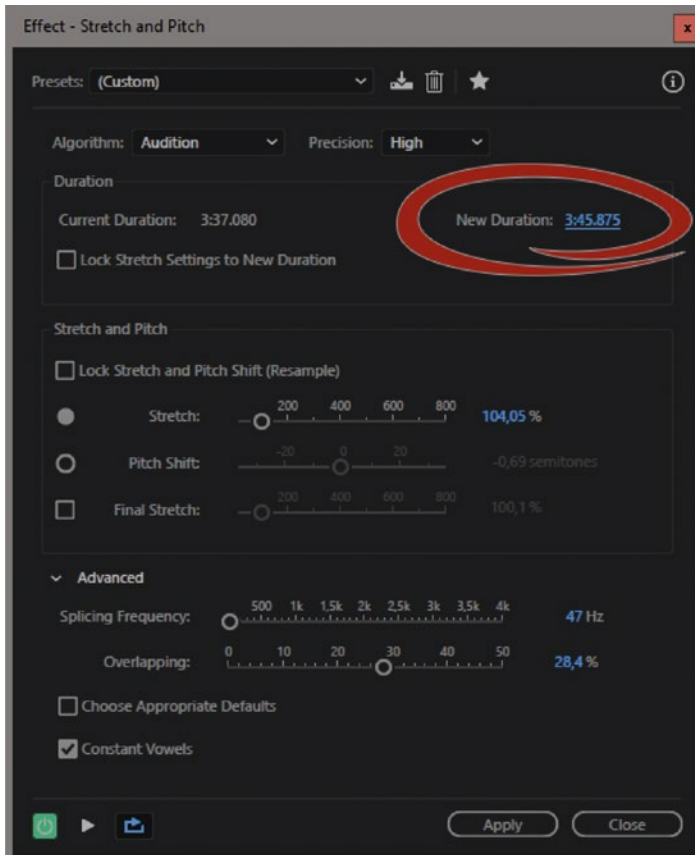 Effect - Stretch and Pitch
x
Presets: (Custom)
Algorithm: Audition Precision: High
Duration
Current Duration: 3:37.080 New Duration: 3:45.875
Lock Stretch Settings to New Duration
Stretch and Pitch
Lock Stretch and Pitch Shift (Resample)
200 400 600 800
Stretch: 104,05 %
-20 0 20
Pitch Shift: -0,69 semitones
200 400 600 800
Final Stretch: 100,1 %
Advanced
500 1k 1,5k 2k 2,5k 3k 3,5k 4k
Splicing Frequency: 47 Hz
0 10 20 30 40 50
Overlapping: 28,4 %
Choose Appropriate Defaults
Constant Vowels
Apply Close